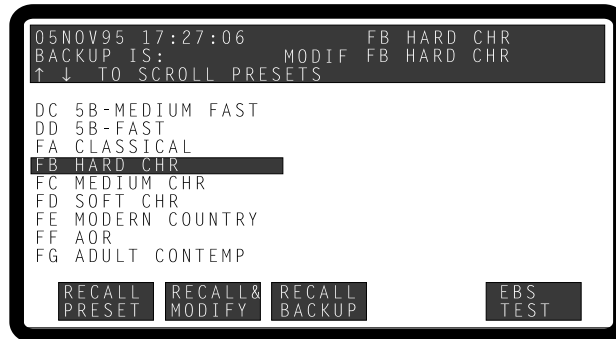 05NOV95 17:27:06 FB HARD CHR
BACKUP IS: MODIF FB HARD CHR
↑ ↓ TO SCROLL PRESETS
DC 5B-MEDIUM FAST
DD 5B-FAST
FA CLASSICAL
FB HARD CHR
FC MEDIUM CHR
FD SOFT CHR
FE MODERN COUNTRY
FF AOR
FG ADULT CONTEMP
RECALL PRESET
RECALL& MODIFY
RECALL BACKUP
EBS TEST